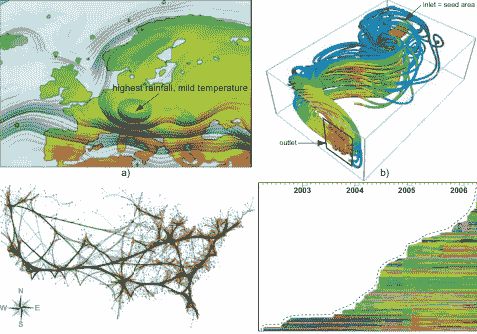 inlet = seed area
highest rainfall, mild temperature
outlet
a)
b)
2003 2004 2005 2006
N
W E
S